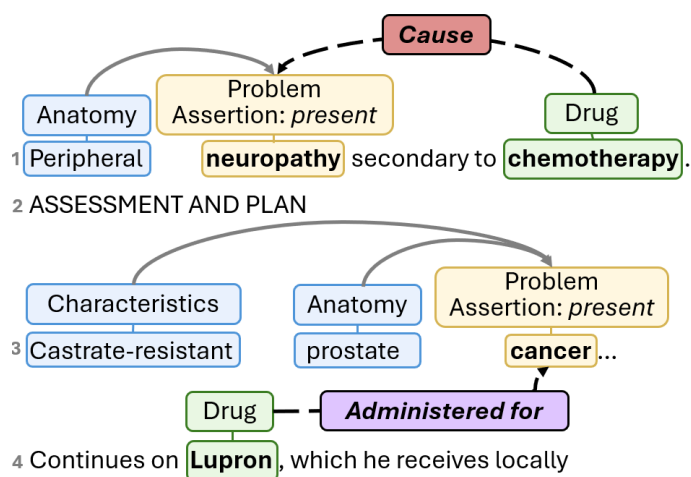 Cause
Problem
Anatomy Assertion: present Drug
1 Peripheral neuropathy secondary to chemotherapy.
2 ASSESSMENT AND PLAN
Problem
Characteristics Anatomy Assertion: present
3 Castrate-resistant prostate cancer...
Drug Administered for
4 Continues on Lupron, which he receives locally